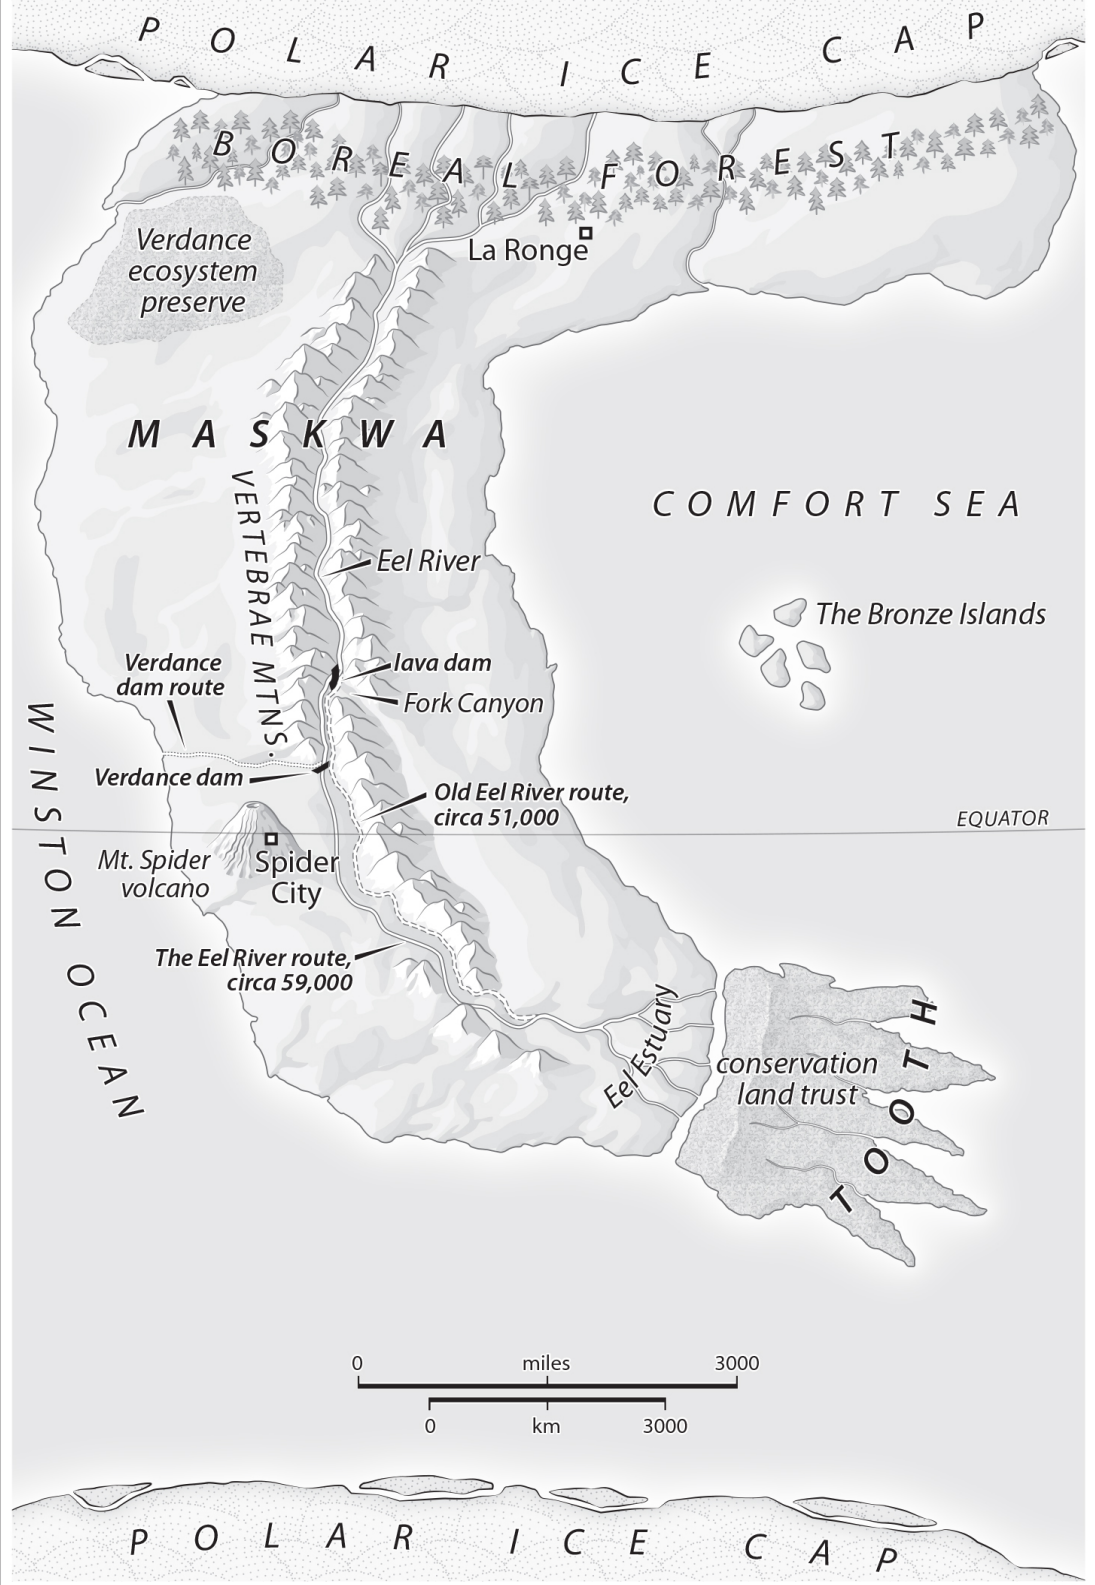 POLAR ICE CAP
BOREAL FOREST
Verdance
ecosystem
preserve
La Ronge
MASKWA
VERTEBRAE MTNS.
COMFORT SEA
Eel River
The Bronze Islands
Verdance
dam route
lava dam
Fork Canyon
WINSTON OCEAN
Verdance dam
Old Eel River route,
circa 51,000
EQUATOR
Mt. Spider
volcano
Spider
City
The Eel River route,
circa 59,000
Eel Estuary
conservation
land trust
TOOTH
0 miles 3000
0 km 3000
POLAR ICE CAP